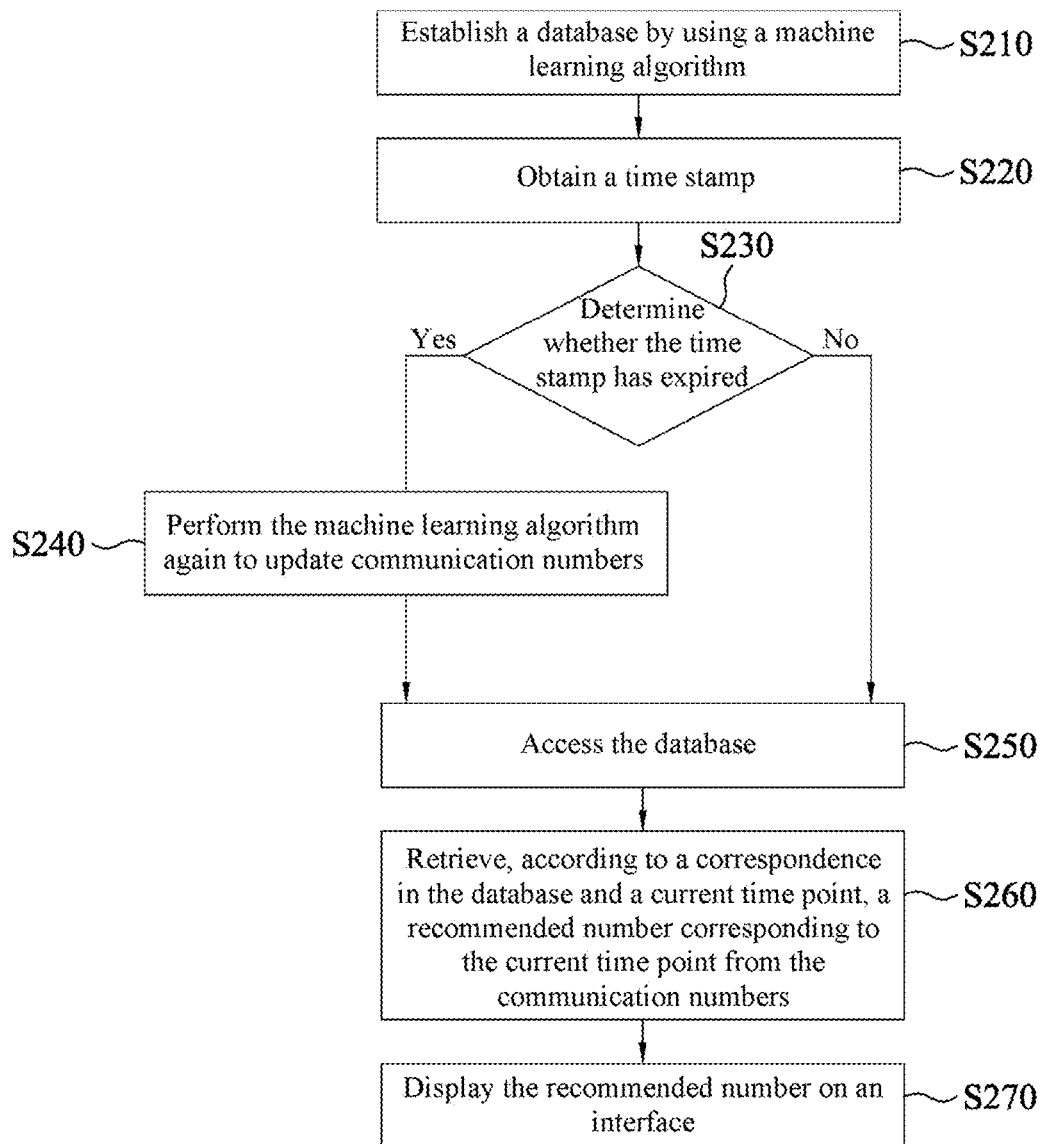 Establish a database by using a machine
learning algorithm
S210
Obtain a time stamp
S220
S230
Determine
whether the time
stamp has expired
Yes
No
Perform the machine learning algorithm
again to update communication numbers
S240
Access the database
S250
Retrieve, according to a correspondence
in the database and a current time point, a
recommended number corresponding to
the current time point from the
communication numbers
S260
Display the recommended number on an
interface
S270